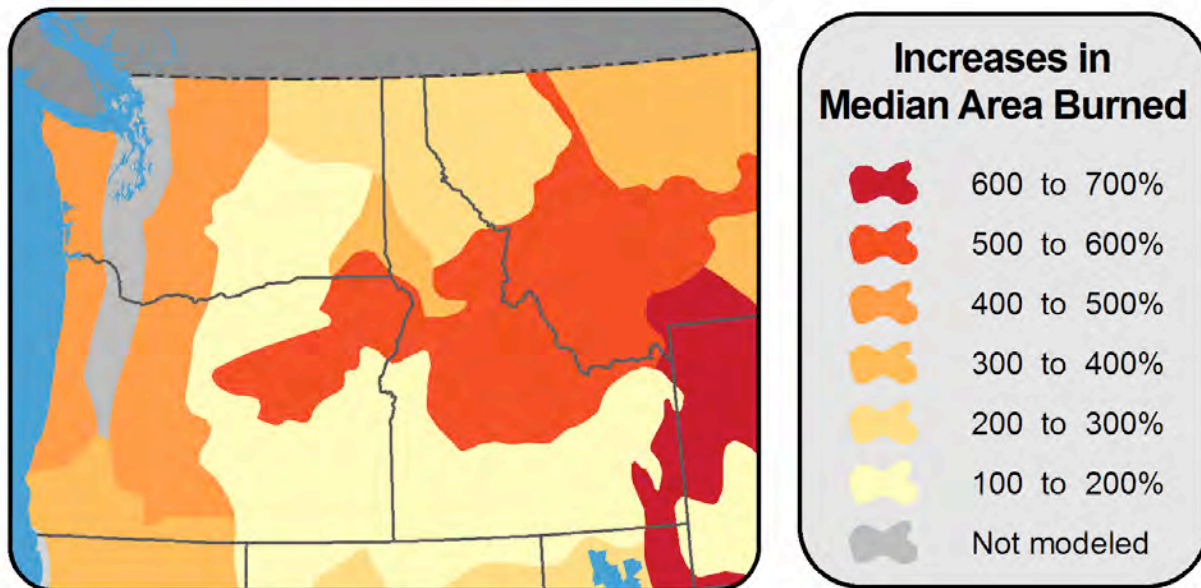 Increases in
Median Area Burned
600 to 700%
500 to 600%
400 to 500%
300 to 400%
200 to 300%
100 to 200%
Not modeled